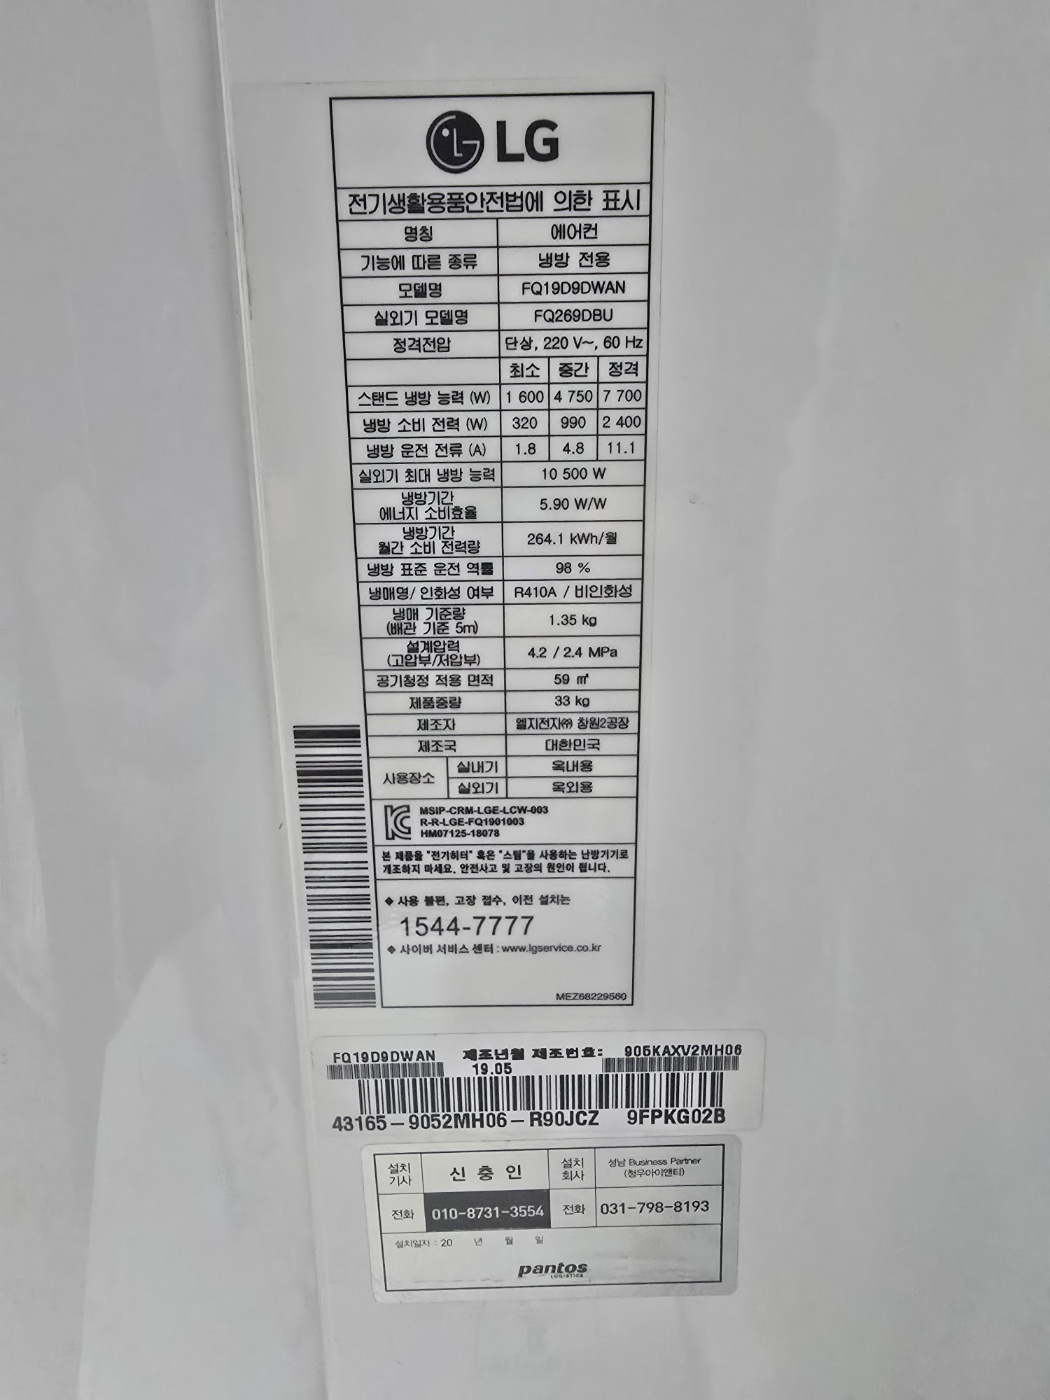 LG
전기생활용품안전법에 의한 표시
명칭 에어컨
기능에 따른 종류 냉방 전용
모델명 FQ19D9DWAN
실외기 모델명 FQ269DBU
정격전압 단상, 220 V~, 60 Hz
최소 중간 정격
스탠드 냉방 능력 (W) 1 600 4 750 7 700
냉방 소비 전력 (W) 320 990 2 400
냉방 운전 전류 (A) 1.8 4.8 11.1
실외기 최대 냉방 능력 10 500 W
냉방기간
에너지 소비효율 5.90 W/W
냉방기간
월간 소비 전력량 264.1 kWh/월
냉방 표준 운전 역률 98 %
냉매명/ 인화성 여부 R410A / 비인화성
냉매 기준량
(배관 기준 5m) 1.35 kg
설계압력
(고압부/저압부) 4.2 / 2.4 MPa
공기청정 적용 면적 59 ㎡
제품중량 33 kg
제조자 엘지전자㈜ 창원2공장
제조국 대한민국
사용장소 실내기 옥내용
실외기 옥외용
MSIP-CRM-LGE-LCW-003
R-R-LGE-FQ1901003
HM07125-18078
본 제품을 "전기히터" 혹은 "스팀"을 사용하는 난방기기로
개조하지 마세요. 안전사고 및 고장의 원인이 됩니다.
◆ 사용 불편, 고장 접수, 이전 설치는
1544-7777
◆ 사이버 서비스 센터 : www.lgservice.co.kr
MEZ68229560
FQ19D9DWAN 제조년월 제조번호: 905KAXV2MH06
19.05
43165-9052MH06-R90JCZ 9FPKG02B
설치
기사 신충인 설치
회사 성남 Business Partner
(청우아이앤티)
전화 010-8731-3554 전화 031-798-8193
설치일자 : 20 년 월 일
pantos
LOGISTICS